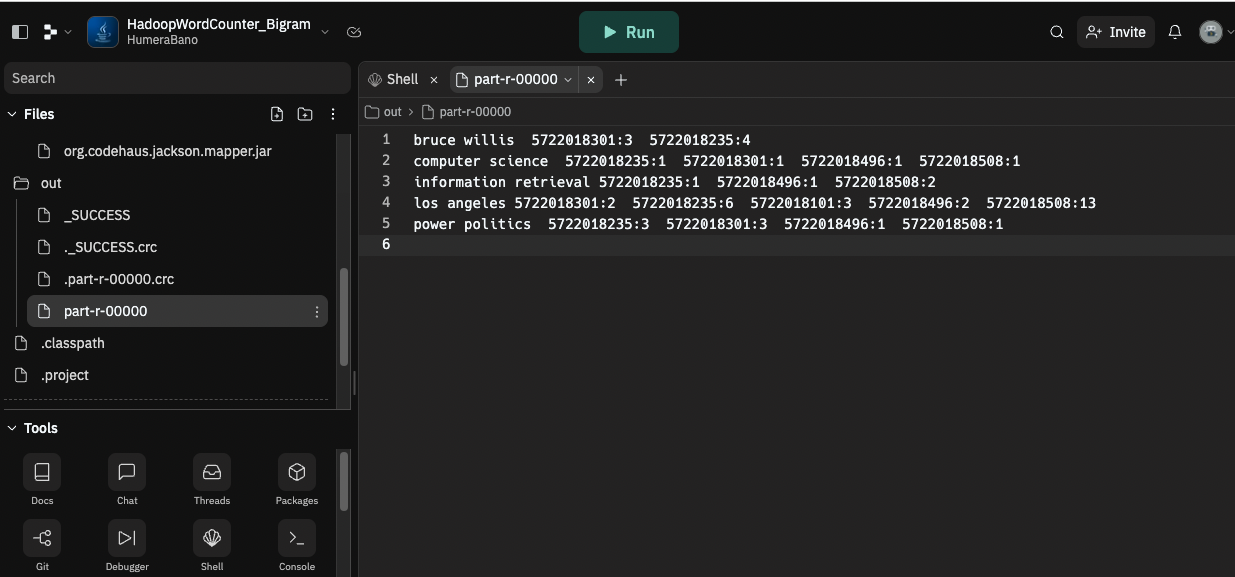 HadoopWordCounter_Bigram
HumeraBano
Run
Invite
Search
Files
org.codehaus.jackson.mapper.jar
out
_SUCCESS
._SUCCESS.crc
.part-r-00000.crc
part-r-00000
.classpath
.project
Tools
Docs Chat Threads Packages
Git Debugger Shell Console
Shell × part-r-00000 × +
out > part-r-00000
1 bruce willis 5722018301:3 5722018235:4
2 computer science 5722018235:1 5722018301:1 5722018496:1 5722018508:1
3 information retrieval 5722018235:1 5722018496:1 5722018508:2
4 los angeles 5722018301:2 5722018235:6 5722018101:3 5722018496:2 5722018508:13
5 power politics 5722018235:3 5722018301:3 5722018496:1 5722018508:1
6